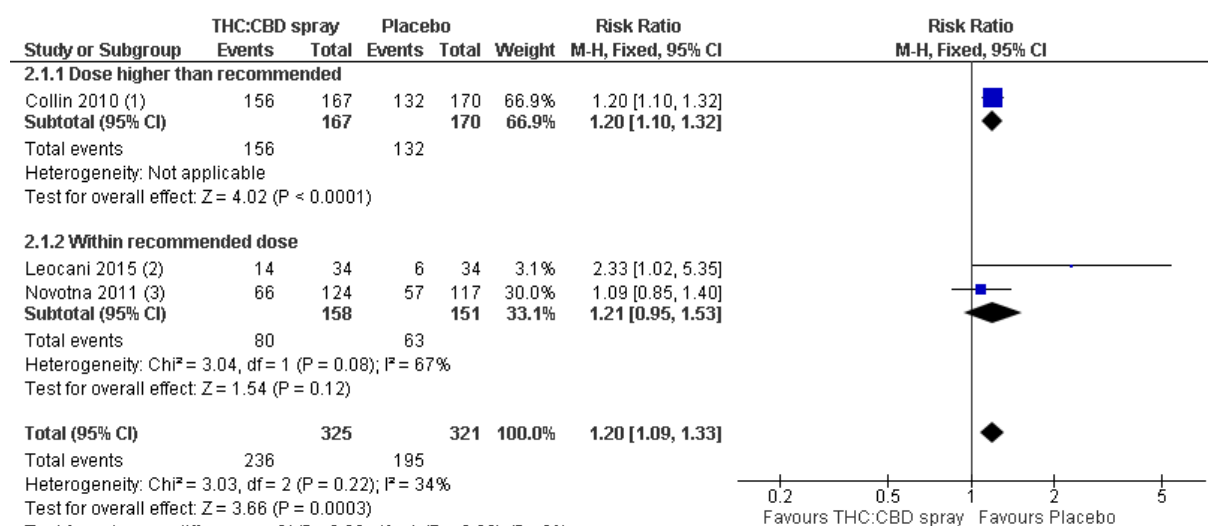 THC:CBD spray Placebo Risk Ratio Risk Ratio
Study or Subgroup Events Total Events Total Weight M-H, Fixed, 95% CI M-H, Fixed, 95% CI
2.1.1 Dose higher than recommended
Collin 2010 (1) 156 167 132 170 66.9% 1.20 [1.10, 1.32]
Subtotal (95% CI) 167 170 66.9% 1.20 [1.10, 1.32]
Total events 156 132
Heterogeneity: Not applicable
Test for overall effect: Z = 4.02 (P < 0.0001)
2.1.2 Within recommended dose
Leocani 2015 (2) 14 34 6 34 3.1% 2.33 [1.02, 5.35]
Novotna 2011 (3) 66 124 57 117 30.0% 1.09 [0.85, 1.40]
Subtotal (95% CI) 158 151 33.1% 1.21 [0.95, 1.53]
Total events 80 63
Heterogeneity: Chi² = 3.04, df = 1 (P = 0.08); I² = 67%
Test for overall effect: Z = 1.54 (P = 0.12)
Total (95% CI) 325 321 100.0% 1.20 [1.09, 1.33]
Total events 236 195
Heterogeneity: Chi² = 3.03, df = 2 (P = 0.22); I² = 34%
Test for overall effect: Z = 3.66 (P = 0.0003)
0.2 0.5 1 2 5
Favours THC:CBD spray Favours Placebo